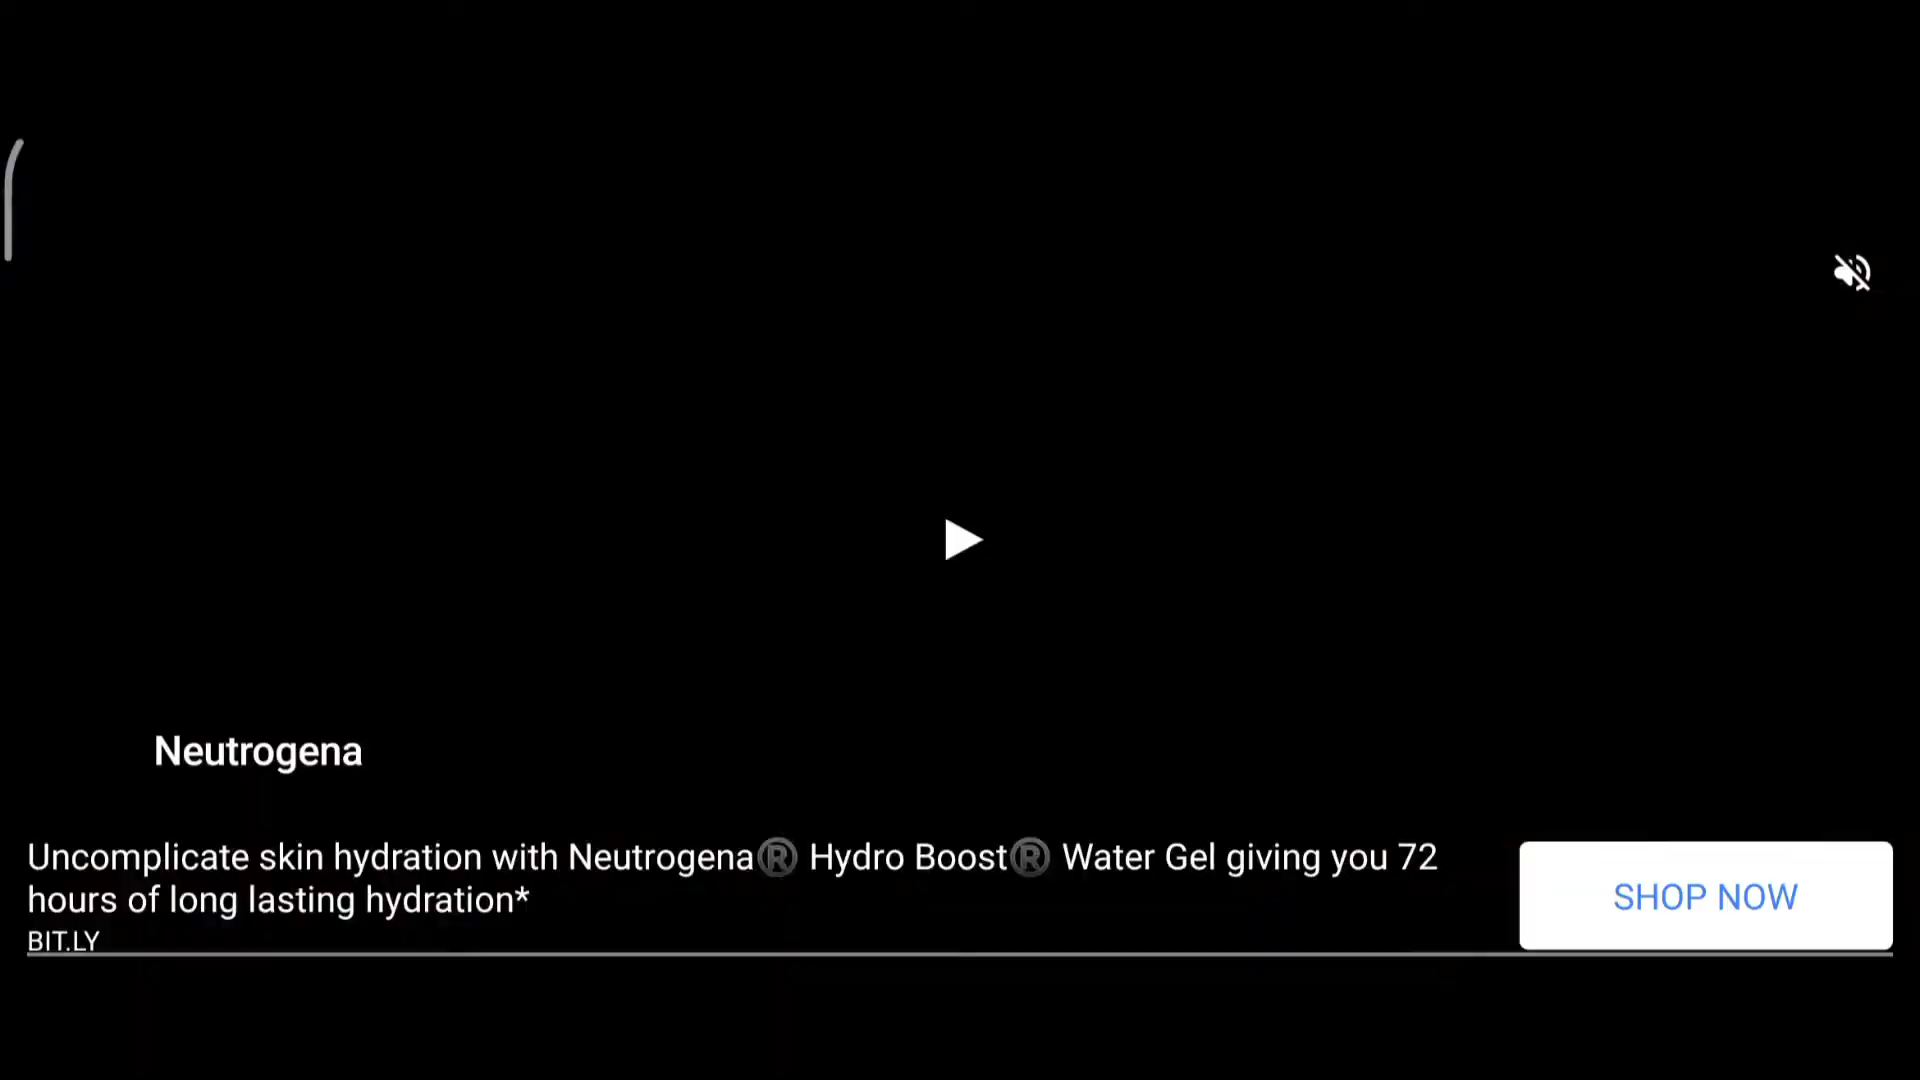 Neutrogena
Uncomplicate skin hydration with Neutrogena® Hydro Boost® Water Gel giving you 72
hours of long lasting hydration*
BIT.LY
SHOP NOW